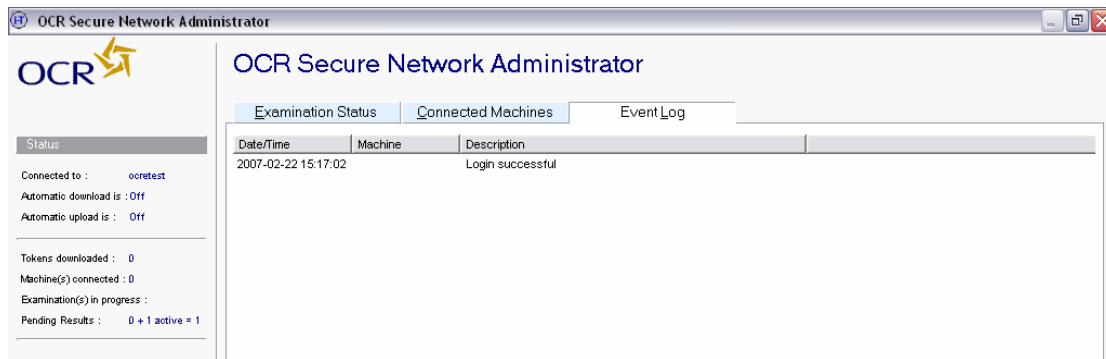 OCR Secure Network Administrator
OCR
OCR Secure Network Administrator
Examination Status Connected Machines Event Log
Status
Date/Time Machine Description
2007-02-22 15:17:02 Login successful
Connected to : ocretest
Automatic download is : Off
Automatic upload is : Off
Tokens downloaded : 0
Machine(s) connected : 0
Examination(s) in progress :
Pending Results : 0 + 1 active = 1